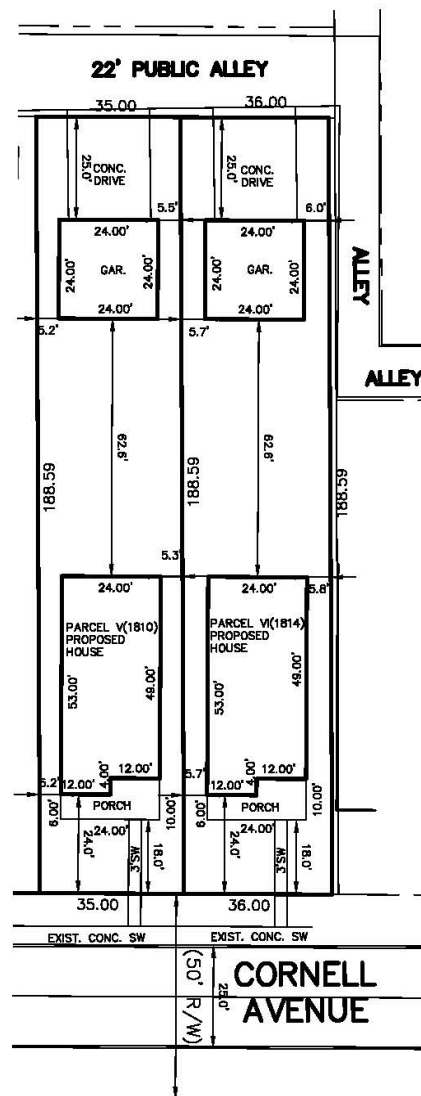 22' PUBLIC ALLEY
35.00 36.00
25.0' CONC. DRIVE 25.0' CONC. DRIVE
5.5' 6.0'
24.00' 24.00'
24.00' GAR. 24.00' 24.00' GAR. 24.00'
24.00' 24.00'
ALLEY
5.2' 5.7'
ALLEY
62.6' 62.6'
188.59 188.59 188.59
5.3'
24.00' 24.00' 5.8'
PARCEL V(1810) PARCEL VI(1814)
PROPOSED PROPOSED
HOUSE HOUSE
53.00' 49.00' 53.00' 49.00'
12.00' 12.00'
5.2' 12.00' 4.00' 5.7' 12.00' 4.00'
6.00' PORCH 10.00' 6.00' PORCH 10.00'
24.00' 24.00'
24.0' 3'SW 18.0' 24.0' 3'SW 18.0'
35.00 36.00
EXIST. CONC. SW EXIST. CONC. SW
(50' R/W) 25.0'
CORNELL
AVENUE